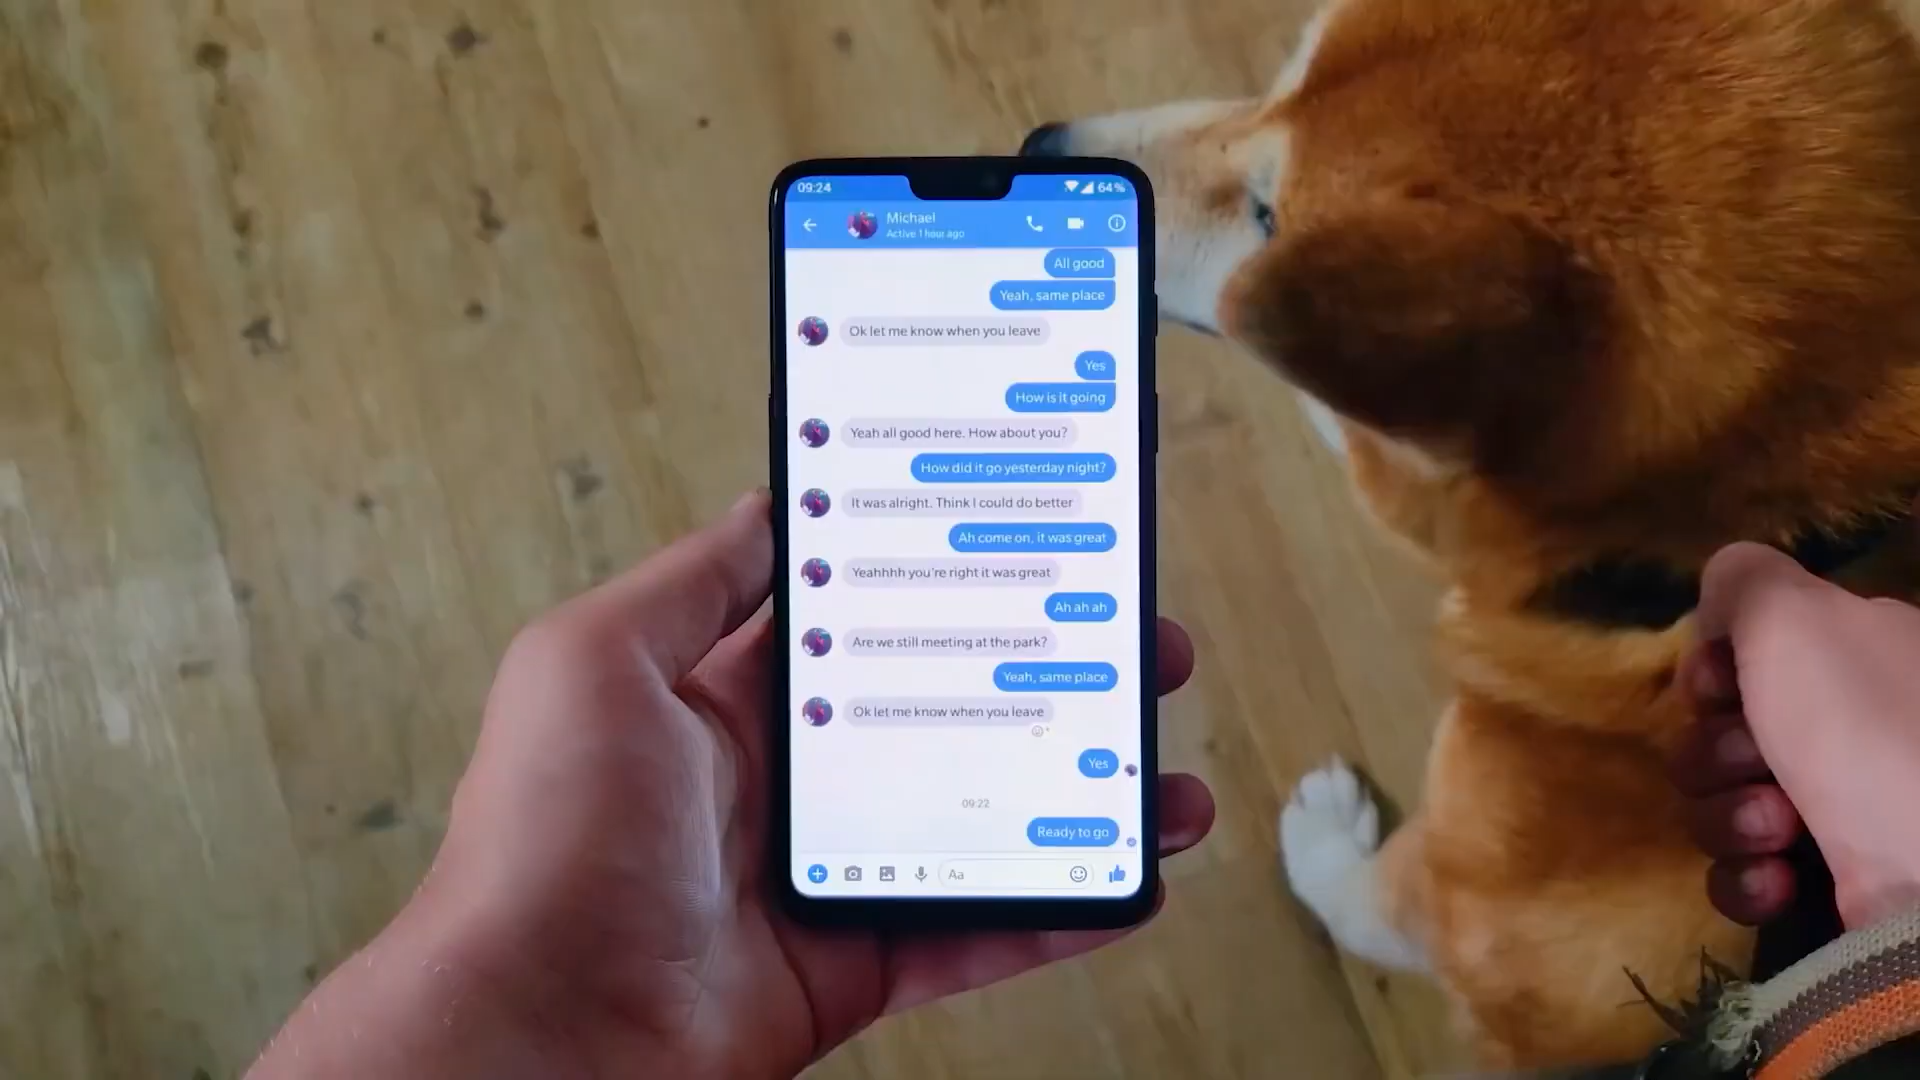 09:24
64%
Michael
Active 1 hour ago
All good
Yeah, same place
Ok let me know when you leave
Yes
How is it going
Yeah all good here. How about you?
How did it go yesterday night?
It was alright. Think I could do better
Ah come on, it was great
Yeahhhh you're right it was great
Ah ah ah
Are we still meeting at the park?
Yeah, same place
Ok let me know when you leave
Yes
09:22
Ready to go
Aa